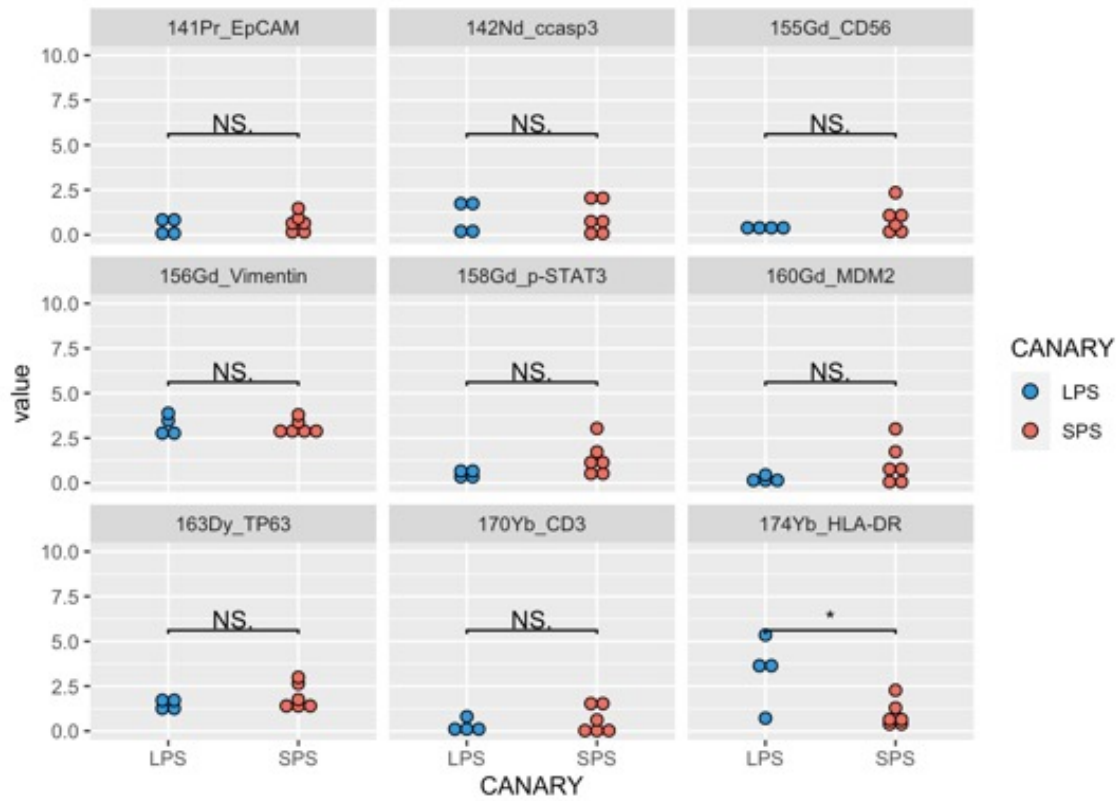 141Pr_EpCAM 142Nd_ccasp3 155Gd_CD56
10.0
7.5
NS. NS. NS.
5.0
2.5
0.0
156Gd_Vimentin 158Gd_p-STAT3 160Gd_MDM2
10.0
7.5
NS. NS. NS.
5.0
2.5
0.0
value
CANARY
LPS
SPS
163Dy_TP63 170Yb_CD3 174Yb_HLA-DR
10.0
7.5
NS. NS. *
5.0
2.5
0.0
LPS SPS LPS SPS LPS SPS
CANARY